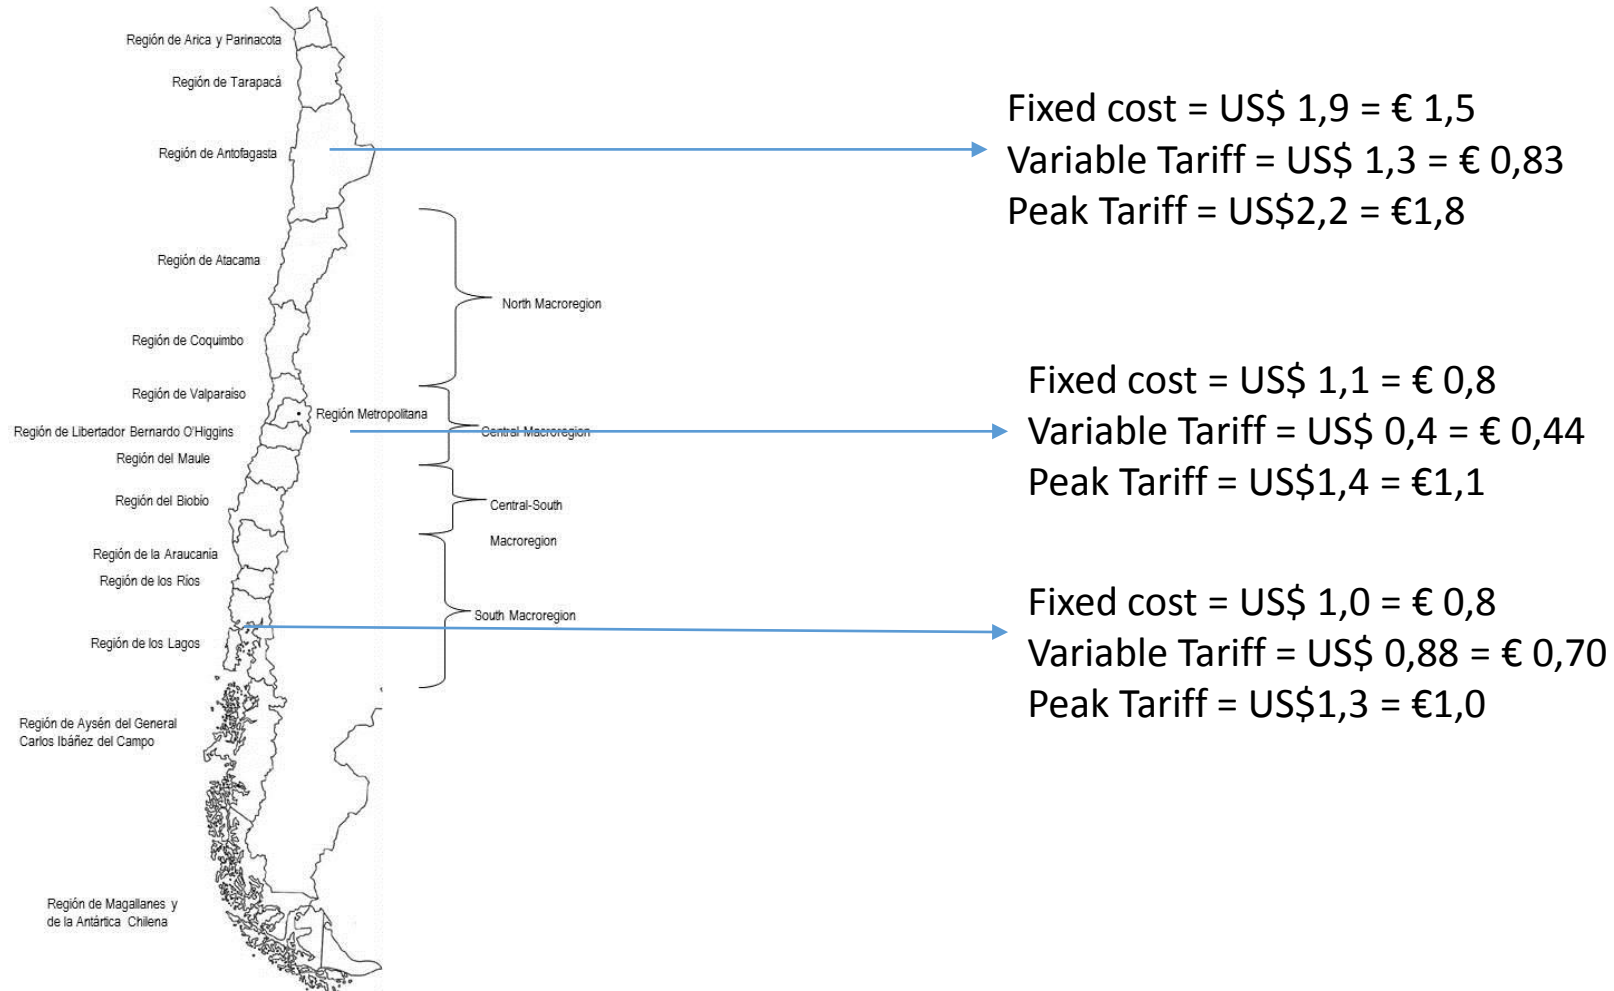 Región de Arica y Parinacota
Región de Tarapacá
Región de Antofagasta
Región de Atacama
Región de Coquimbo
Región de Valparaiso
Región Metropolitana
Región de Libertador Bernardo O'Higgins
Región del Maule
Región del Biobío
Región de la Araucanía
Región de los Ríos
Región de los Lagos
Región de Aysén del General
Carlos Ibáñez del Campo
Región de Magallanes y
de la Antártica Chilena
North Macroregion
Central Macroregion
Central-South
Macroregion
South Macroregion
Fixed cost = US$ 1,9 = € 1,5
Variable Tariff = US$ 1,3 = € 0,83
Peak Tariff = US$2,2 = €1,8
Fixed cost = US$ 1,1 = € 0,8
Variable Tariff = US$ 0,4 = € 0,44
Peak Tariff = US$1,4 = €1,1
Fixed cost = US$ 1,0 = € 0,8
Variable Tariff = US$ 0,88 = € 0,70
Peak Tariff = US$1,3 = €1,0